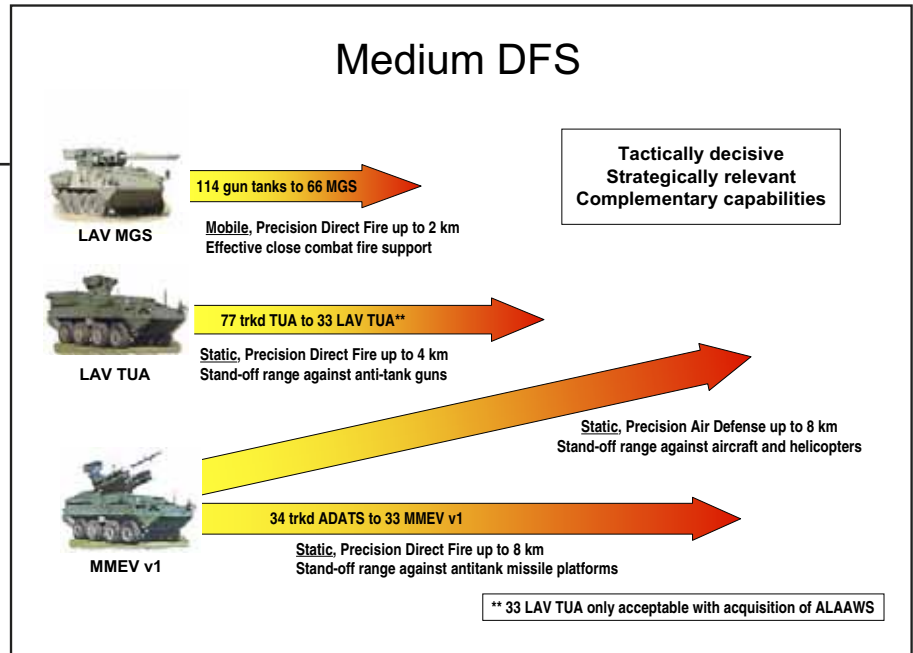 Medium DFS
Tactically decisive
Strategically relevant
Complementary capabilities
114 gun tanks to 66 MGS
LAV MGS
Mobile, Precision Direct Fire up to 2 km
Effective close combat fire support
77 trkd TUA to 33 LAV TUA**
LAV TUA
Static, Precision Direct Fire up to 4 km
Stand-off range against anti-tank guns
Static, Precision Air Defense up to 8 km
Stand-off range against aircraft and helicopters
34 trkd ADATS to 33 MMEV v1
MMEV v1
Static, Precision Direct Fire up to 8 km
Stand-off range against antitank missile platforms
** 33 LAV TUA only acceptable with acquisition of ALAAWS